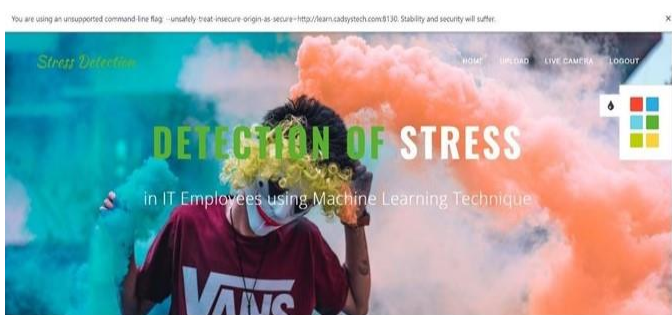 You are using an unsupported command-line flag: --unsafely-treat-insecure-origin-as-secure=http://learn.cadsystech.com:8130. Stability and security will suffer.
Stress Detection
HOME UPLOAD LIVE CAMERA LOGOUT
DETECTION OF STRESS
in IT Employees using Machine Learning Technique
VANS